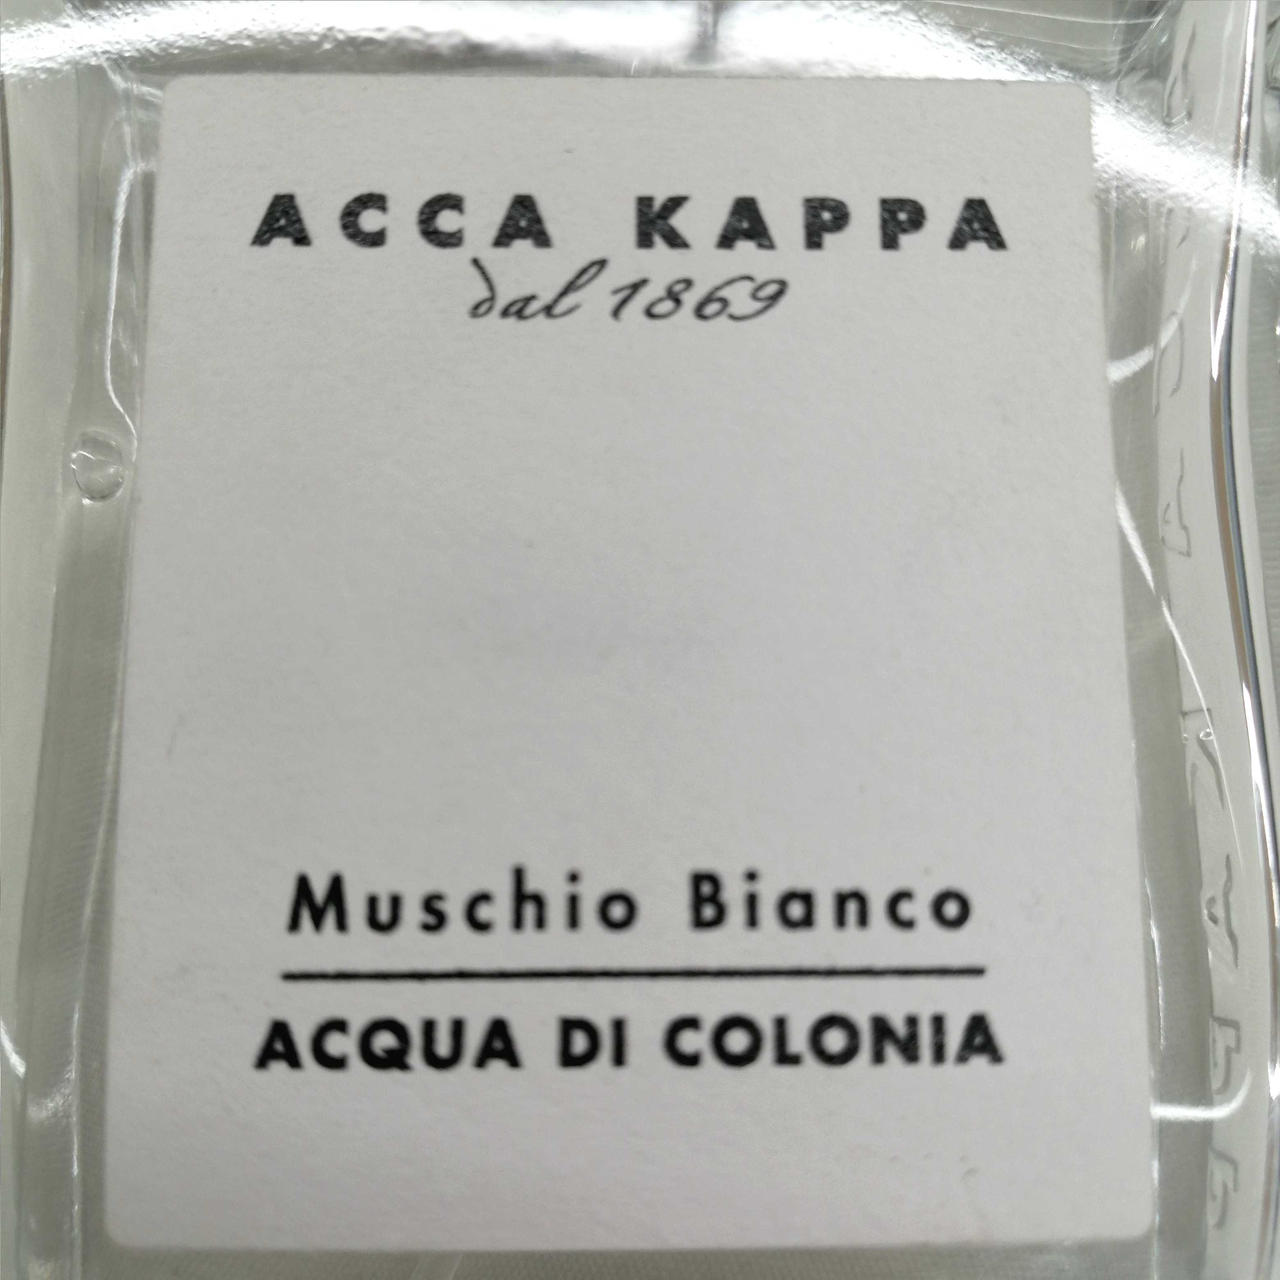 ACCA KAPPA
dal 1869
Muschio Bianco
ACQUA DI COLONIA